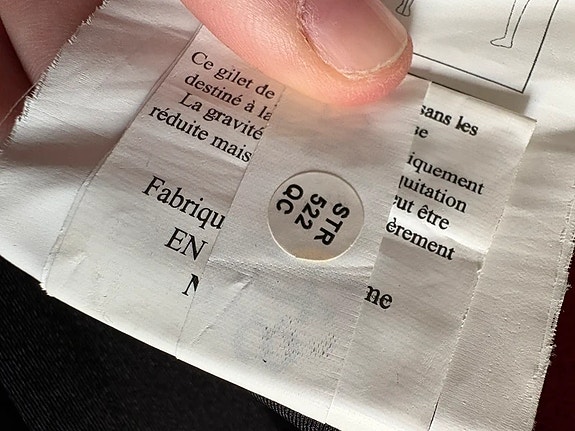 Ce gilet de
destiné à la
La gravité
réduite mais
Fabriqu
EN
N
STR
522
QC
sans les
se
iquement
quitation
ut être
èrement
me